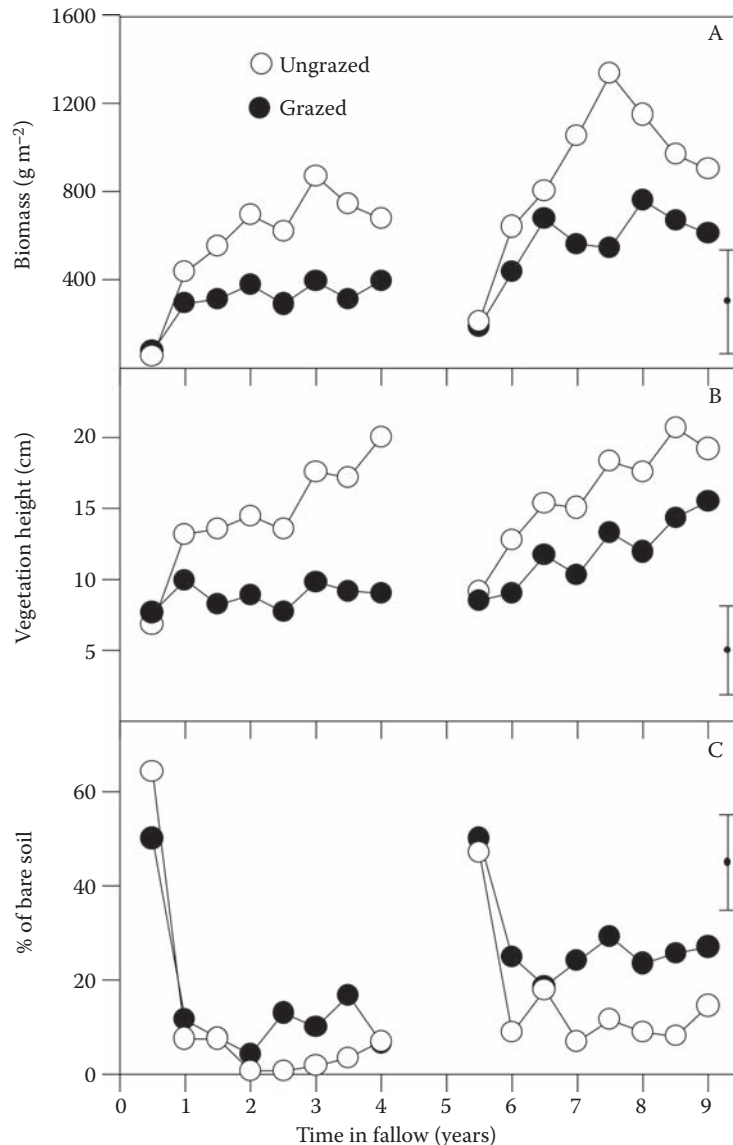 A
Ungrazed
Grazed
Biomass (g m–2)
1600
1200
800
400
B
Vegetation height (cm)
20
15
10
5
C
% of bare soil
60
40
20
0
0 1 2 3 4 5 6 7 8 9
Time in fallow (years)